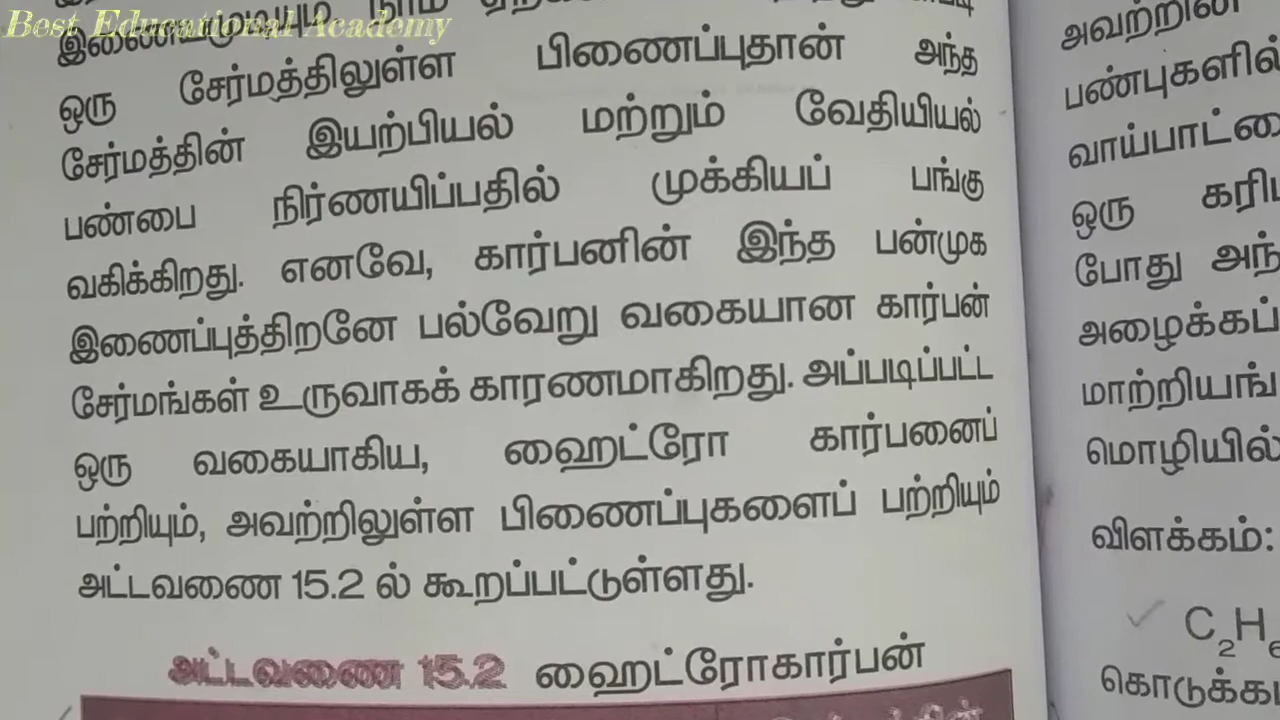 Best Educational Academy
ஒரு சேர்மத்திலுள்ள பிணைப்புதான் அந்த
சேர்மத்தின் இயற்பியல் மற்றும் வேதியியல்
பண்பை நிர்ணயிப்பதில் முக்கியப் பங்கு
வகிக்கிறது. எனவே, கார்பனின் இந்த பன்முக
இணைப்புத்திறனே பல்வேறு வகையான கார்பன்
சேர்மங்கள் உருவாகக் காரணமாகிறது. அப்படிப்பட்ட
ஒரு வகையாகிய, ஹைட்ரோ கார்பனைப்
பற்றியும், அவற்றிலுள்ள பிணைப்புகளைப் பற்றியும்
அட்டவணை 15.2 ல் கூறப்பட்டுள்ளது.
அட்டவணை 15.2 ஹைட்ரோகார்பன்
அவற்றின்
பண்புகளில்
ஒரு
போது
மொழியில்
விளக்கம்: